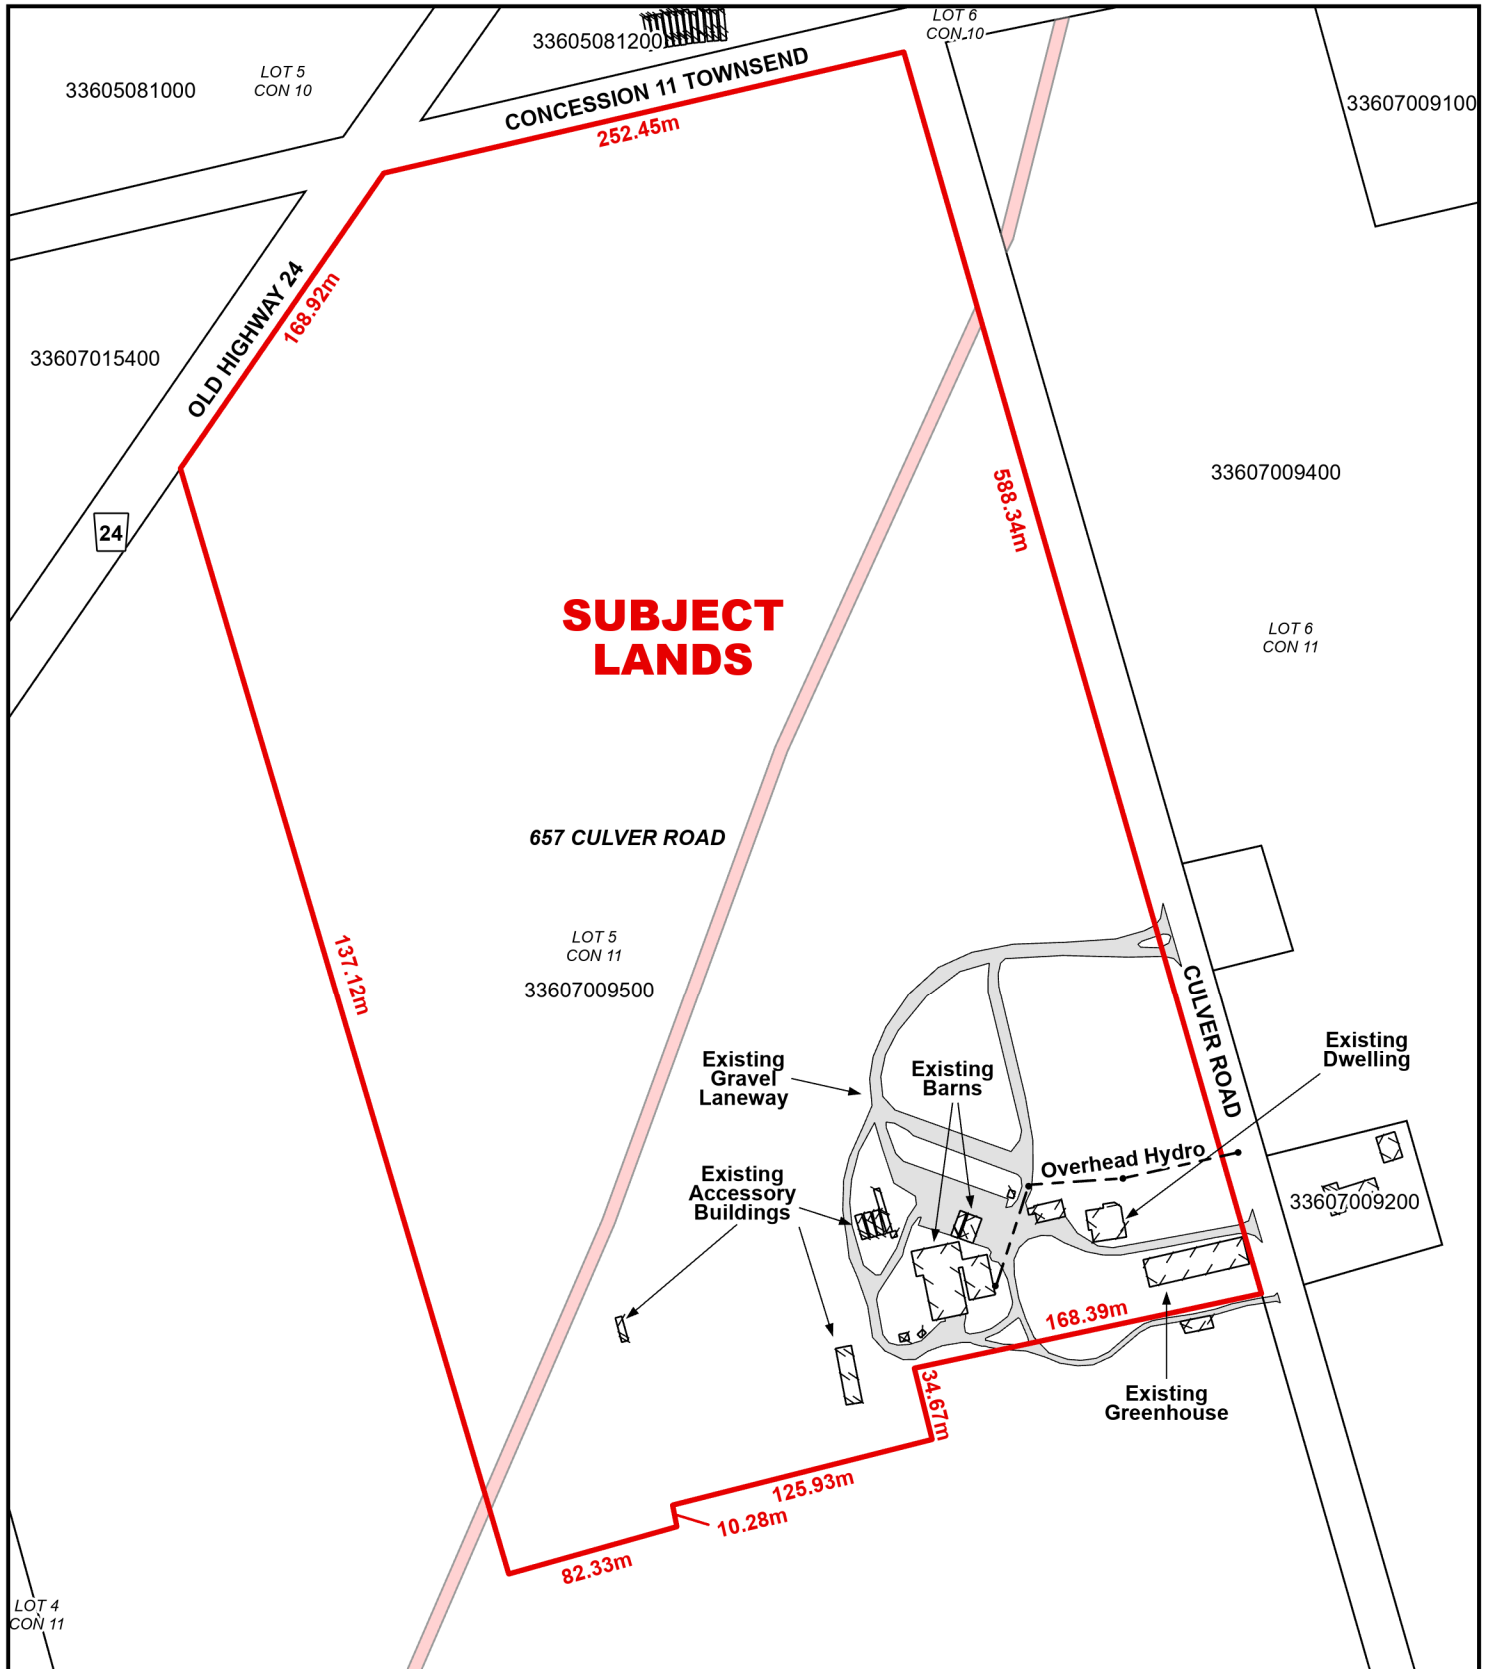 LOT 6
CON 10
33605081200
LOT 5
CON 10
33605081000
CONCESSION 11 TOWNSEND
33607009100
252.45m
OLD HIGHWAY 24
168.92m
33607015400
33607009400
588.34m
24
SUBJECT
LANDS
LOT 6
CON 11
657 CULVER ROAD
LOT 5
CON 11
33607009500
137.12m
CULVER ROAD
Existing
Gravel
Laneway
Existing
Barns
Existing
Dwelling
Overhead Hydro
Existing
Accessory
Buildings
33607009200
168.39m
34.67m
Existing
Greenhouse
125.93m
10.28m
82.33m
LOT 4
CON 11